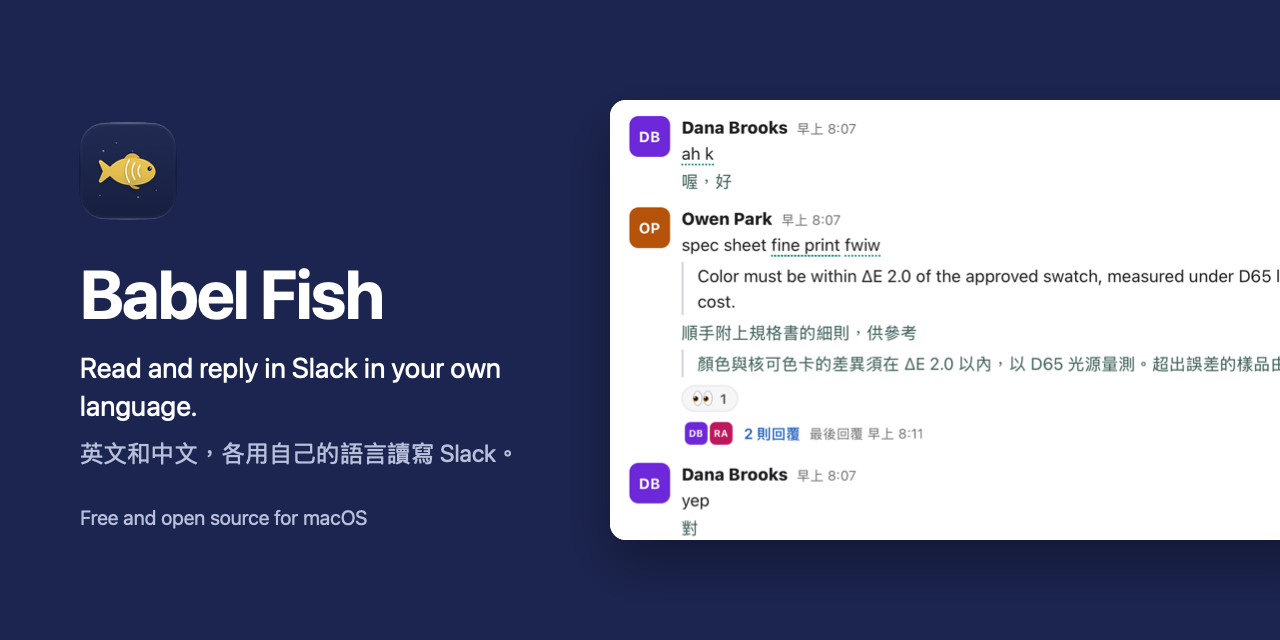 Babel Fish
Read and reply in Slack in your own
language.
英文和中文，各用自己的語言讀寫 Slack。
Free and open source for macOS
DB
Dana Brooks 早上 8:07
ah k
喔，好
OP
Owen Park 早上 8:07
spec sheet fine print fwiw
Color must be within ΔE 2.0 of the approved swatch, measured under D65
cost.
順手附上規格書的細則，供參考
顏色與核可色卡的差異須在 ΔE 2.0 以內，以 D65 光源量測。超出誤差的樣品由
👀 1
DB RA 2 則回覆 最後回覆 早上 8:11
DB
Dana Brooks 早上 8:07
yep
對